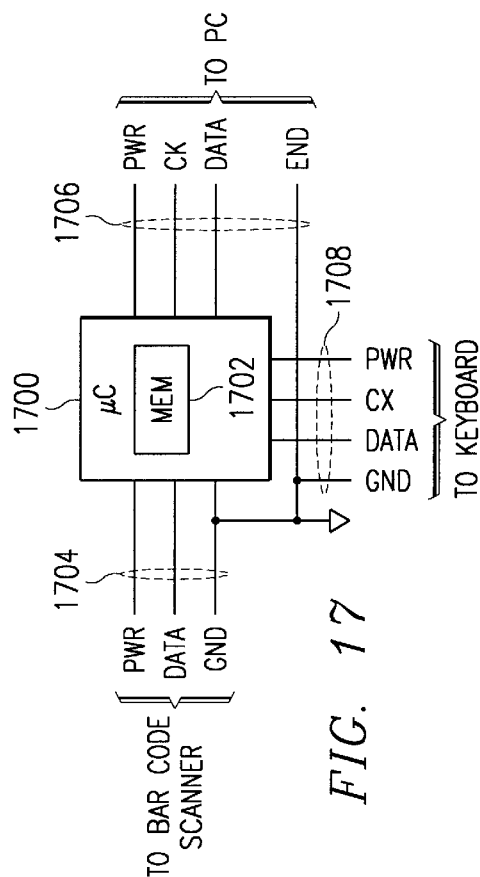 1700
1706
µC
MEM
1702
PWR
CK
DATA
END
TO PC
1704
PWR
DATA
GND
TO BAR CODE
SCANNER
1708
PWR
CX
DATA
GND
TO KEYBOARD
FIG. 17